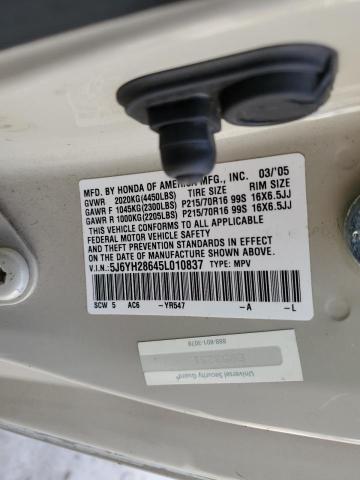 MFD. BY HONDA OF AMERICA MFG., INC. 03/'05
GVWR 2020KG(4450LBS) TIRE SIZE RIM SIZE
GAWR F 1045KG(2300LBS) P215/70R16 99S 16X6.5JJ
GAWR R 1000KG(2205LBS) P215/70R16 99S 16X6.5JJ
THIS VEHICLE CONFORMS TO ALL APPLICABLE
FEDERAL MOTOR VEHICLE SAFETY AND
THEFT PREVENTION STANDARDS IN EFFECT
ON THE DATE OF MANUFACTURE SHOWN ABOVE.
V.I.N.: 5J6YH28645L010837 TYPE: MPV
SCW 5 AC6 -YR547 -A -L
Universal Security Guard
888-601-3078